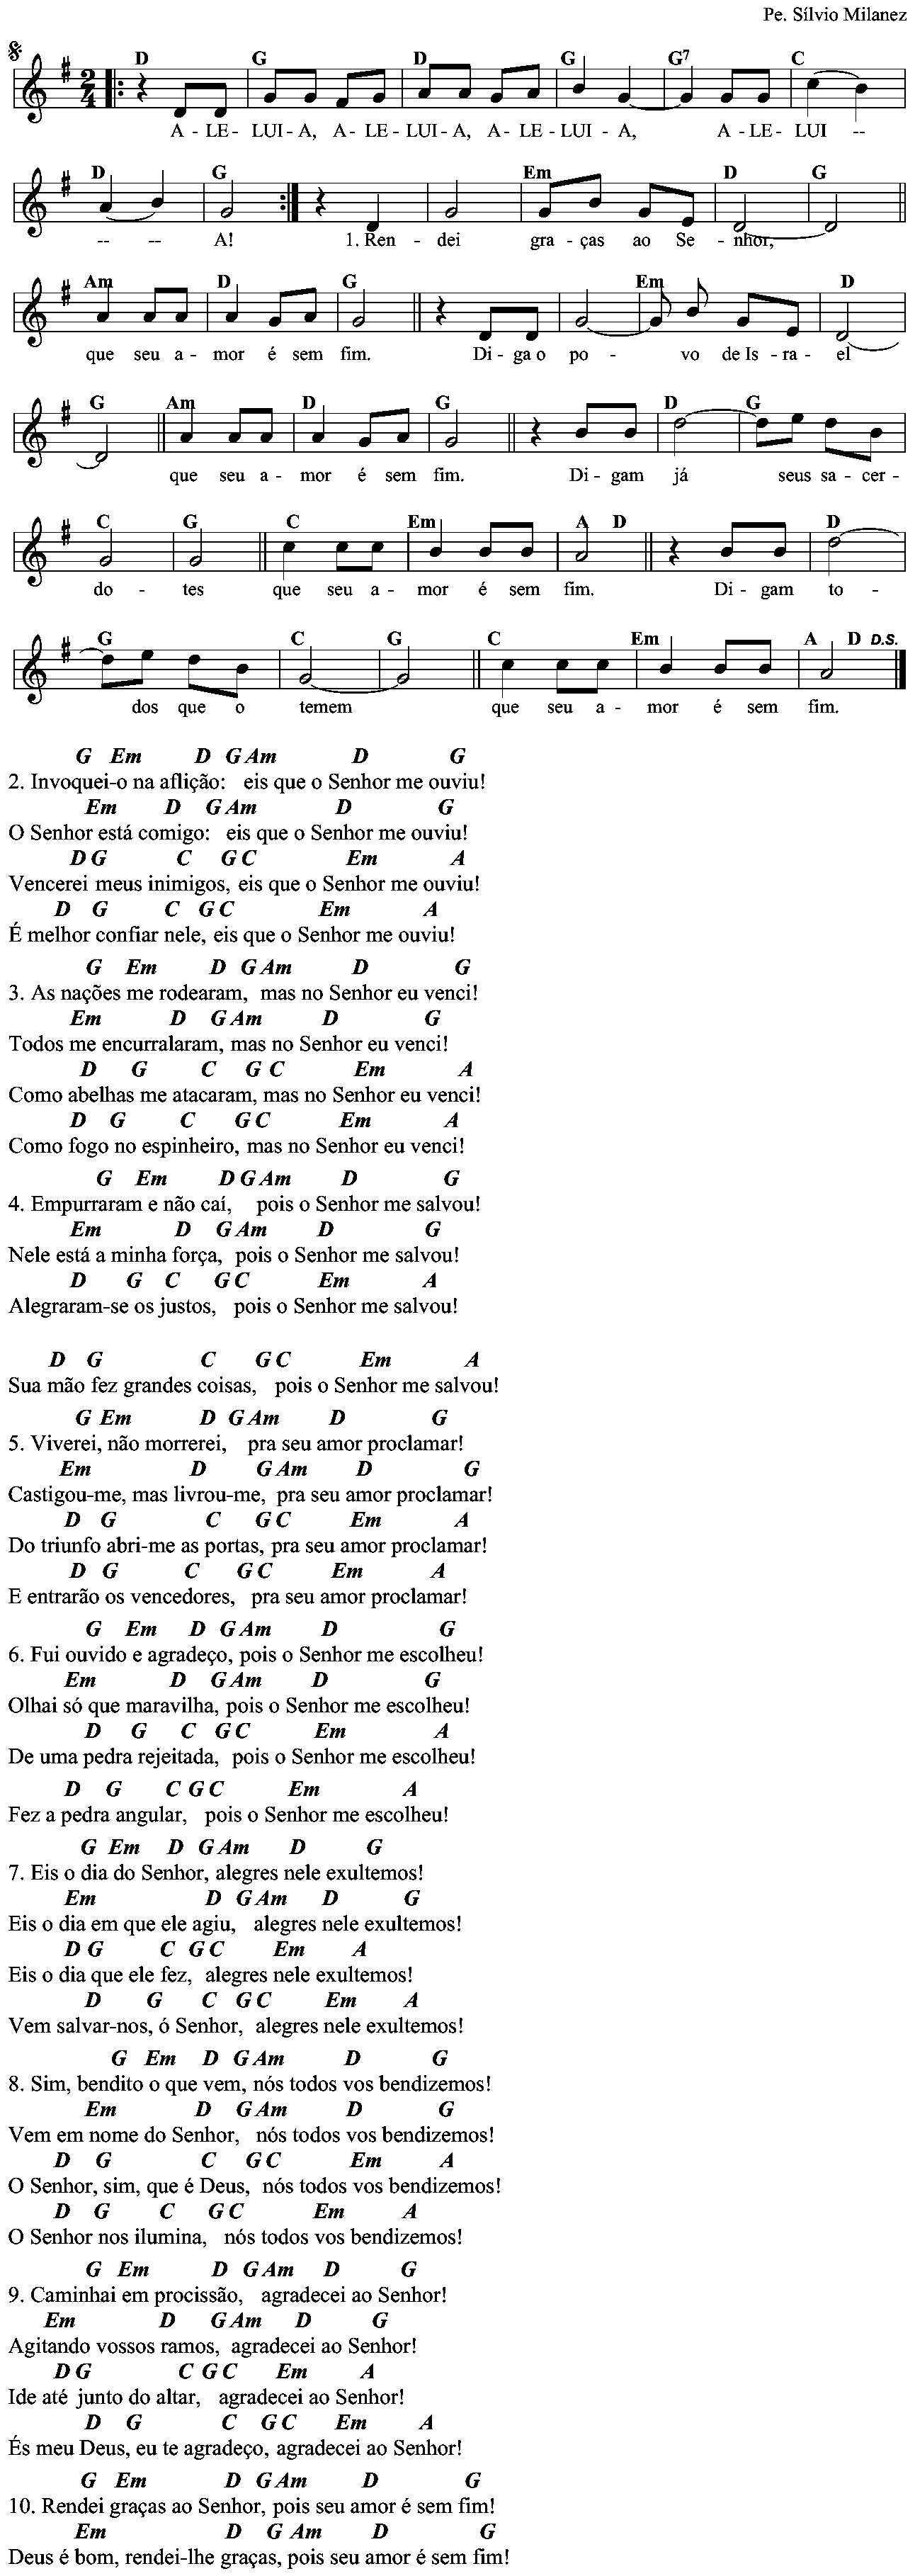 Pe. Sílvio Milanez
D G D G G7 C
A - LE - LUI - A, A - LE - LUI - A, A - LE - LUI - A, A - LE - LUI --
D G Em D G
-- -- A! 1. Ren - dei gra - ças ao Se - nhor,
Am D G Em D
que seu a - mor é sem fim. Di - ga o po - vo de Is - ra - el
G Am D G D G
que seu a - mor é sem fim. Di - gam já seus sa - cer -
C G C Em A D D
do - tes que seu a - mor é sem fim. Di - gam to -
G C G C Em A D D.S.
dos que o temem que seu a - mor é sem fim.
G Em D G Am D G
2. Invoquei-o na aflição: eis que o Senhor me ouviu!
Em D G Am D G
O Senhor está comigo: eis que o Senhor me ouviu!
D G C G C Em A
Vencerei meus inimigos, eis que o Senhor me ouviu!
D G C G C Em A
É melhor confiar nele, eis que o Senhor me ouviu!
G Em D G Am D G
3. As nações me rodearam, mas no Senhor eu venci!
Em D G Am D G
Todos me encurralaram, mas no Senhor eu venci!
D G C G C Em A
Como abelhas me atacaram, mas no Senhor eu venci!
D G C G C Em A
Como fogo no espinheiro, mas no Senhor eu venci!
G Em D G Am D G
4. Empurraram e não caí, pois o Senhor me salvou!
Em D G Am D G
Nele está a minha força, pois o Senhor me salvou!
D G C G C Em A
Alegraram-se os justos, pois o Senhor me salvou!
D G C G C Em A
Sua mão fez grandes coisas, pois o Senhor me salvou!
G Em D G Am D G
5. Viverei, não morrerei, pra seu amor proclamar!
Em D G Am D G
Castigou-me, mas livrou-me, pra seu amor proclamar!
D G C G C Em A
Do triunfo abri-me as portas, pra seu amor proclamar!
D G C G C Em A
E entrarão os vencedores, pra seu amor proclamar!
G Em D G Am D G
6. Fui ouvido e agradeço, pois o Senhor me escolheu!
Em D G Am D G
Olhai só que maravilha, pois o Senhor me escolheu!
D G C G C Em A
De uma pedra rejeitada, pois o Senhor me escolheu!
D G C G C Em A
Fez a pedra angular, pois o Senhor me escolheu!
G Em D G Am D G
7. Eis o dia do Senhor, alegres nele exultemos!
Em D G Am D G
Eis o dia em que ele agiu, alegres nele exultemos!
D G C G C Em A
Eis o dia que ele fez, alegres nele exultemos!
D G C G C Em A
Vem salvar-nos, ó Senhor, alegres nele exultemos!
G Em D G Am D G
8. Sim, bendito o que vem, nós todos vos bendizemos!
Em D G Am D G
Vem em nome do Senhor, nós todos vos bendizemos!
D G C G C Em A
O Senhor, sim, que é Deus, nós todos vos bendizemos!
D G C G C Em A
O Senhor nos ilumina, nós todos vos bendizemos!
G Em D G Am D G
9. Caminhai em procissão, agradecei ao Senhor!
Em D G Am D G
Agitando vossos ramos, agradecei ao Senhor!
D G C G C Em A
Ide até junto do altar, agradecei ao Senhor!
D G C G C Em A
És meu Deus, eu te agradeço, agradecei ao Senhor!
G Em D G Am D G
10. Rendei graças ao Senhor, pois seu amor é sem fim!
Em D G Am D G
Deus é bom, rendei-lhe graças, pois seu amor é sem fim!